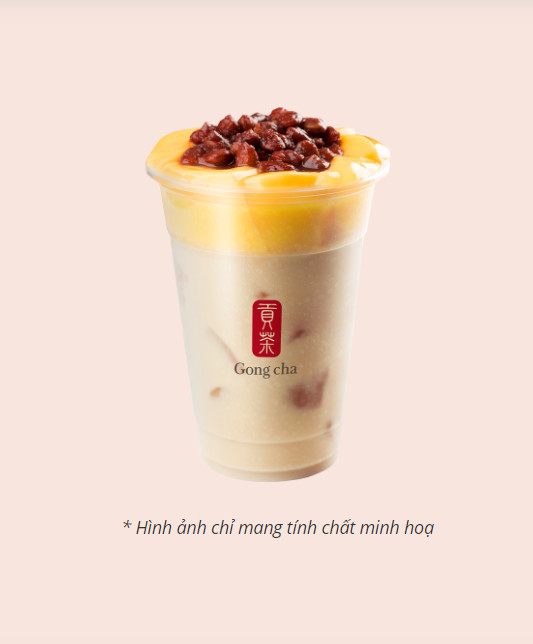 貢
茶
Gong cha
* Hình ảnh chỉ mang tính chất minh hoạ